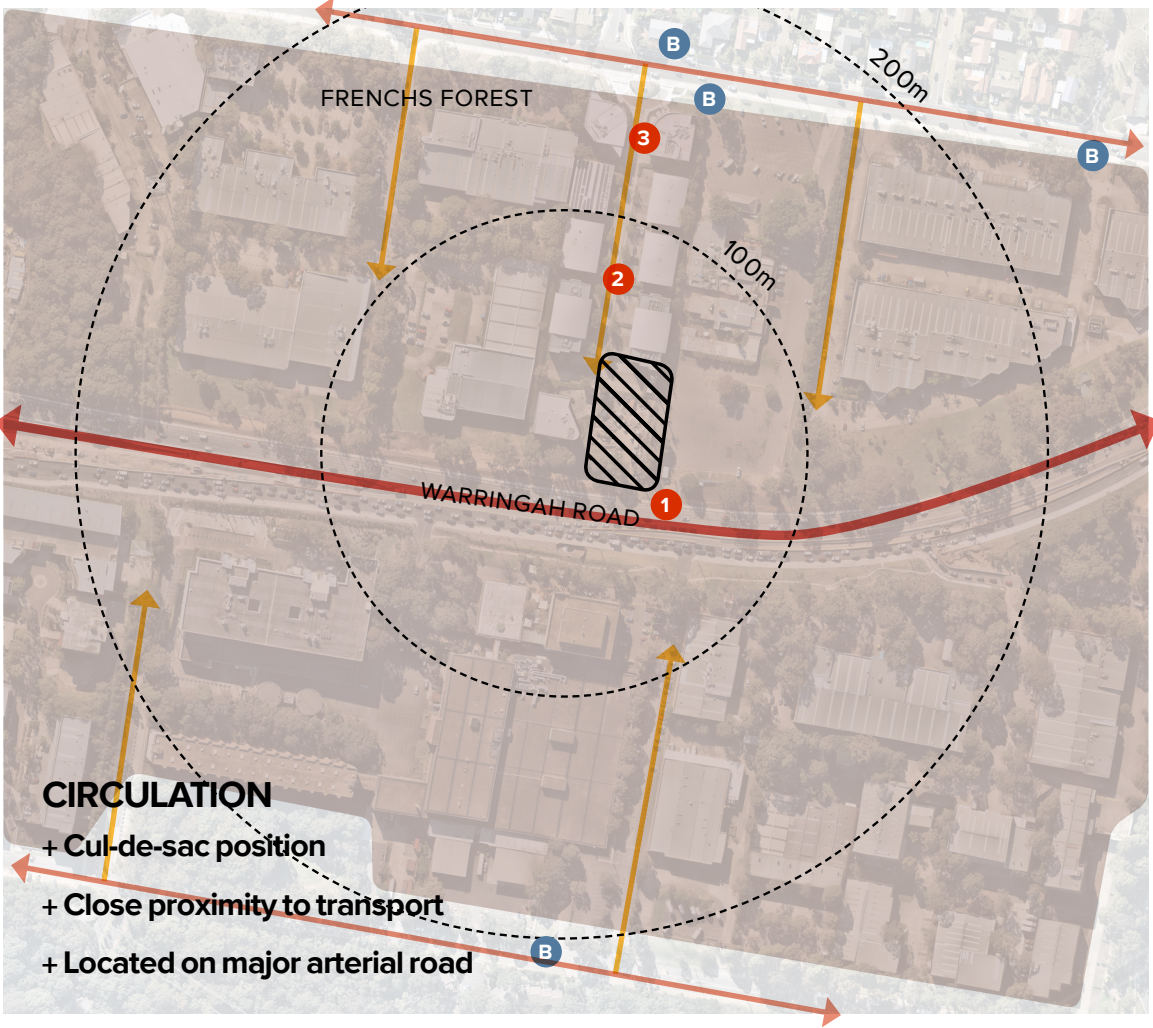 B
200m
FRENCHS FOREST
B
3
B
100m
2
WARRINGAH ROAD
1
CIRCULATION
+ Cul-de-sac position
+ Close proximity to transport
B
+ Located on major arterial road